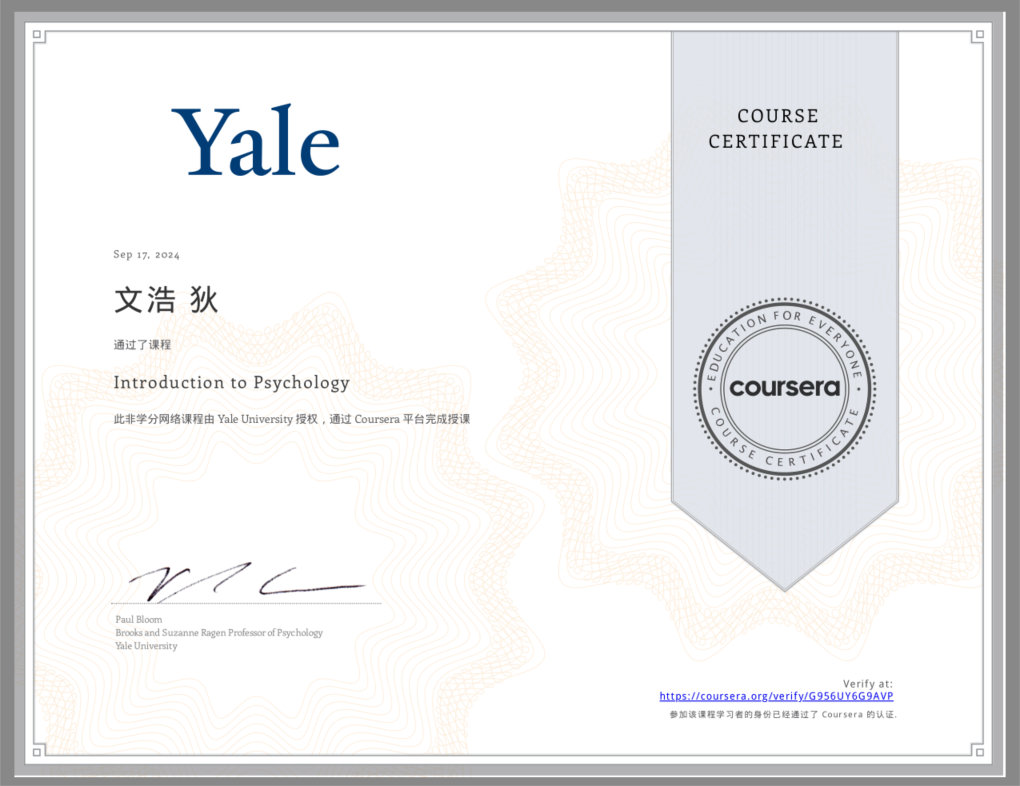 Yale
COURSE
CERTIFICATE
Sep 17, 2024
文浩 狄
通过了课程
Introduction to Psychology
此非学分网络课程由 Yale University 授权，通过 Coursera 平台完成授课
EDUCATION FOR EVERYONE
coursera
COURSE CERTIFICATE
Paul Bloom
Brooks and Suzanne Ragen Professor of Psychology
Yale University
Verify at:
https://coursera.org/verify/G956UY6G9AVP
参加该课程学习者的身份已经通过了 Coursera 的认证.